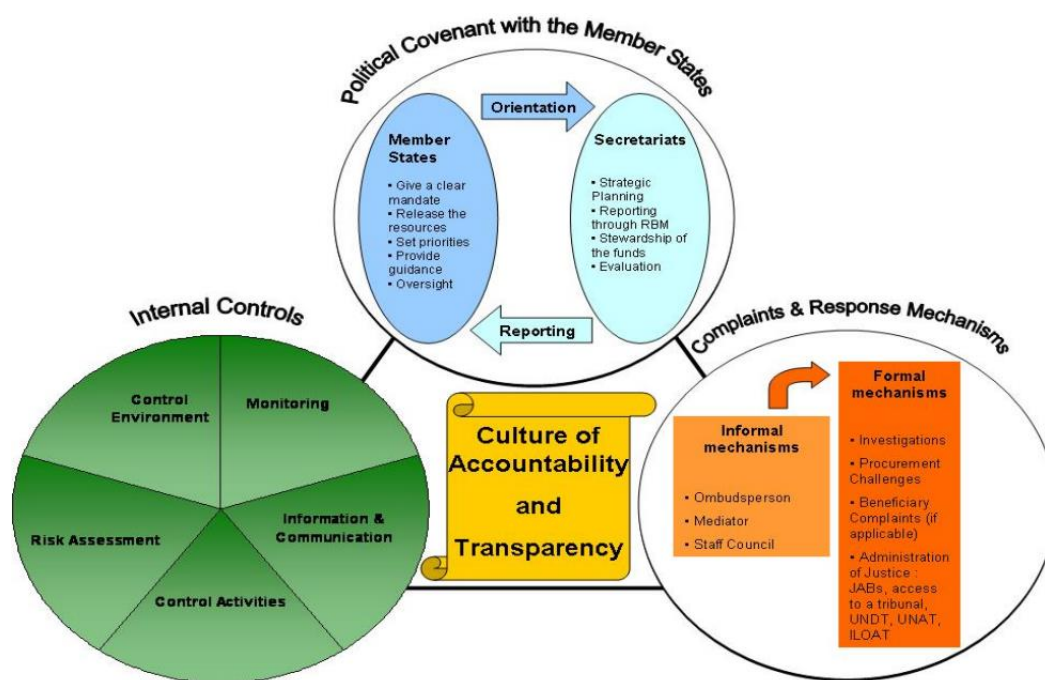 Political Covenant with the Member States
Orientation
Member
States
▪ Give a clear
mandate
▪ Release the
resources
▪ Set priorities
▪ Provide
guidance
▪ Oversight
Secretariats
▪ Strategic
Planning
▪ Reporting
through RBM
▪ Stewardship of
the funds
▪ Evaluation
Reporting
Internal Controls
Control
Environment
Monitoring
Risk Assessment
Information &
Communication
Control Activities
Culture of
Accountability
and
Transparency
Complaints & Response Mechanisms
Informal
mechanisms
▪ Ombudsperson
▪ Mediator
▪ Staff Council
Formal
mechanisms
▪ Investigations
▪ Procurement
Challenges
▪ Beneficiary
Complaints (if
applicable)
▪ Administration
of Justice :
JABs, access
to a tribunal,
UNDT, UNAT,
ILOAT